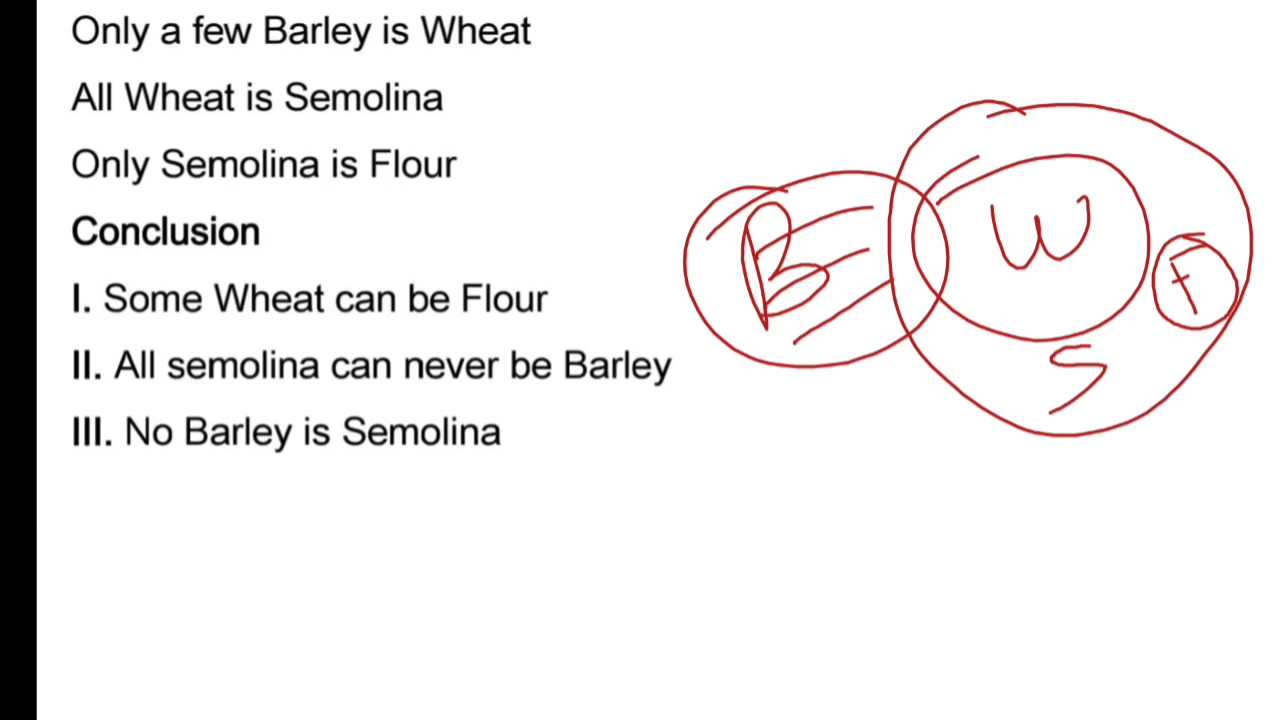 Only a few Barley is Wheat
All Wheat is Semolina
Only Semolina is Flour
Conclusion
I. Some Wheat can be Flour
II. All semolina can never be Barley
III. No Barley is Semolina
B
W
F
S